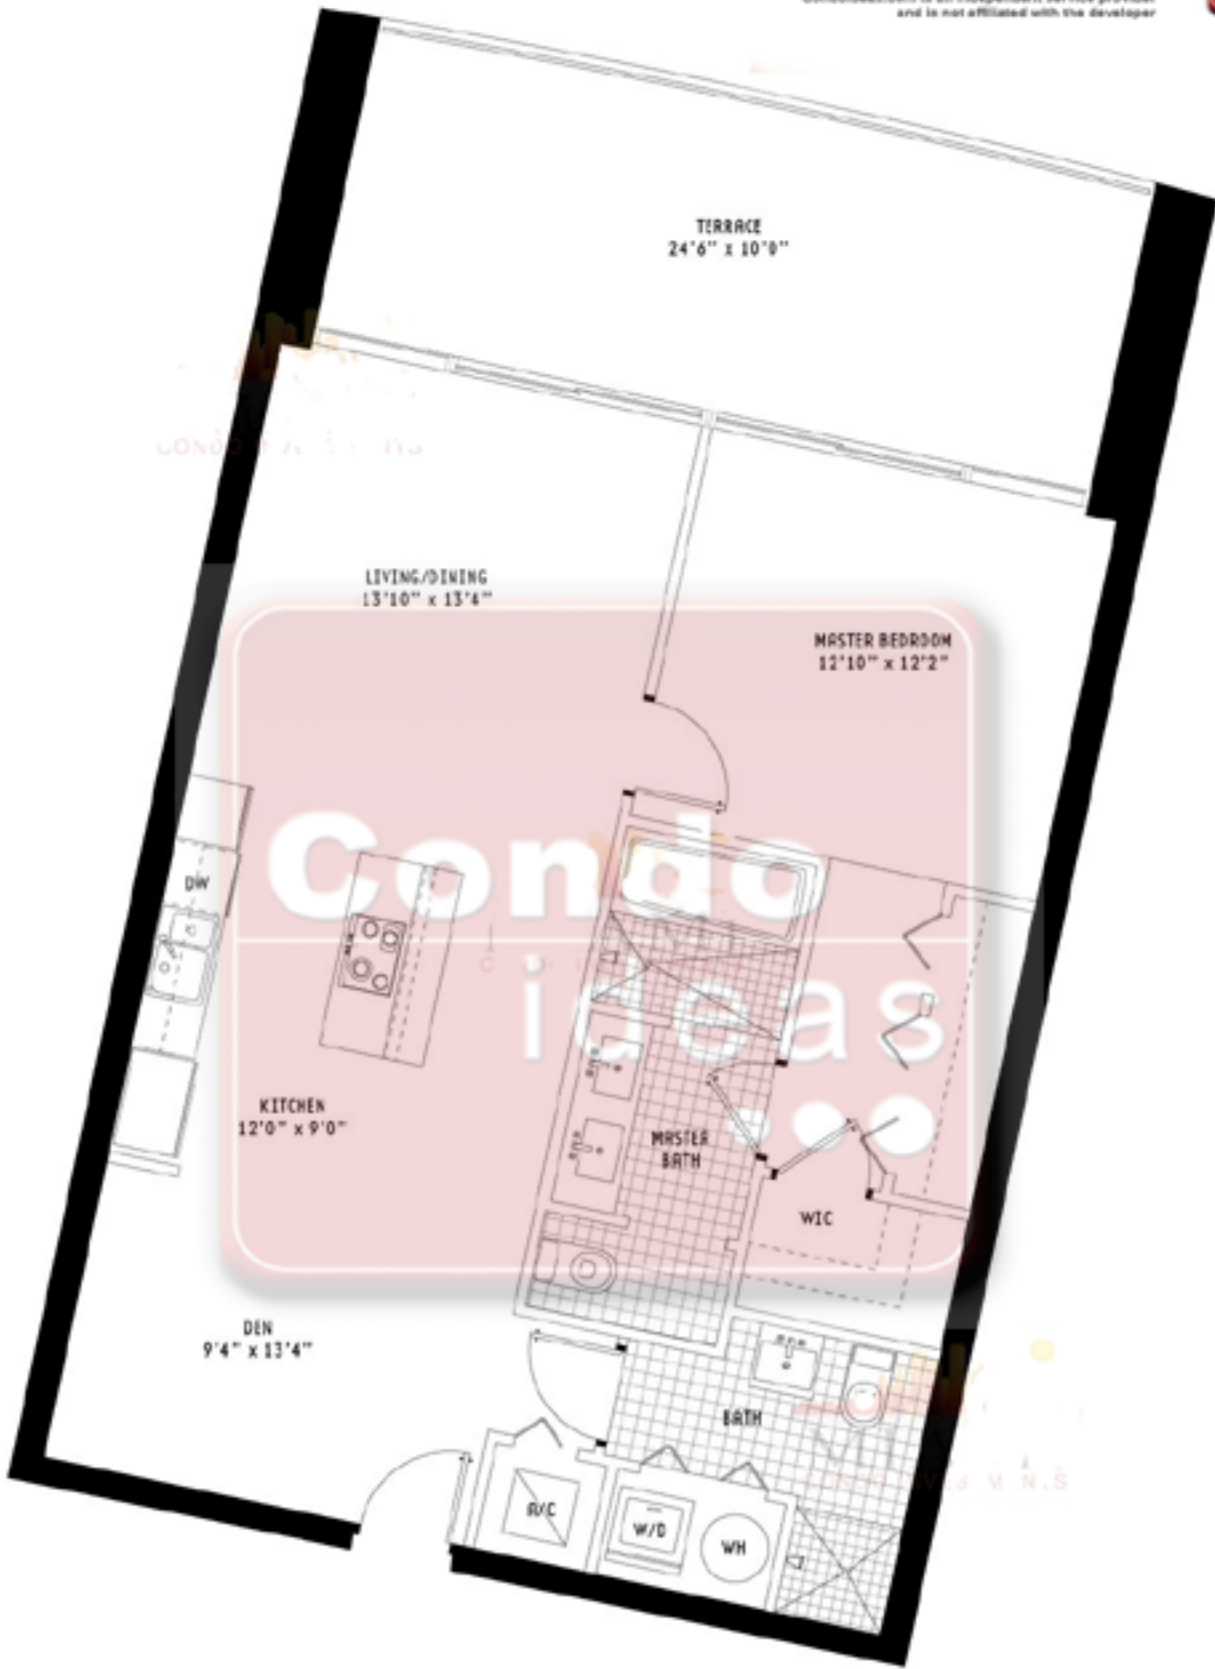 and is not affiliated with the developer
TERRACE
24'6" x 10'0"
LIVING/DINING
13'10" x 13'4"
MASTER BEDROOM
12'10" x 12'2"
Condo
ideas
DW
KITCHEN
12'0" x 9'0"
MASTER
BATH
WIC
DEN
9'4" x 13'4"
BATH
A/C
W/D
WH